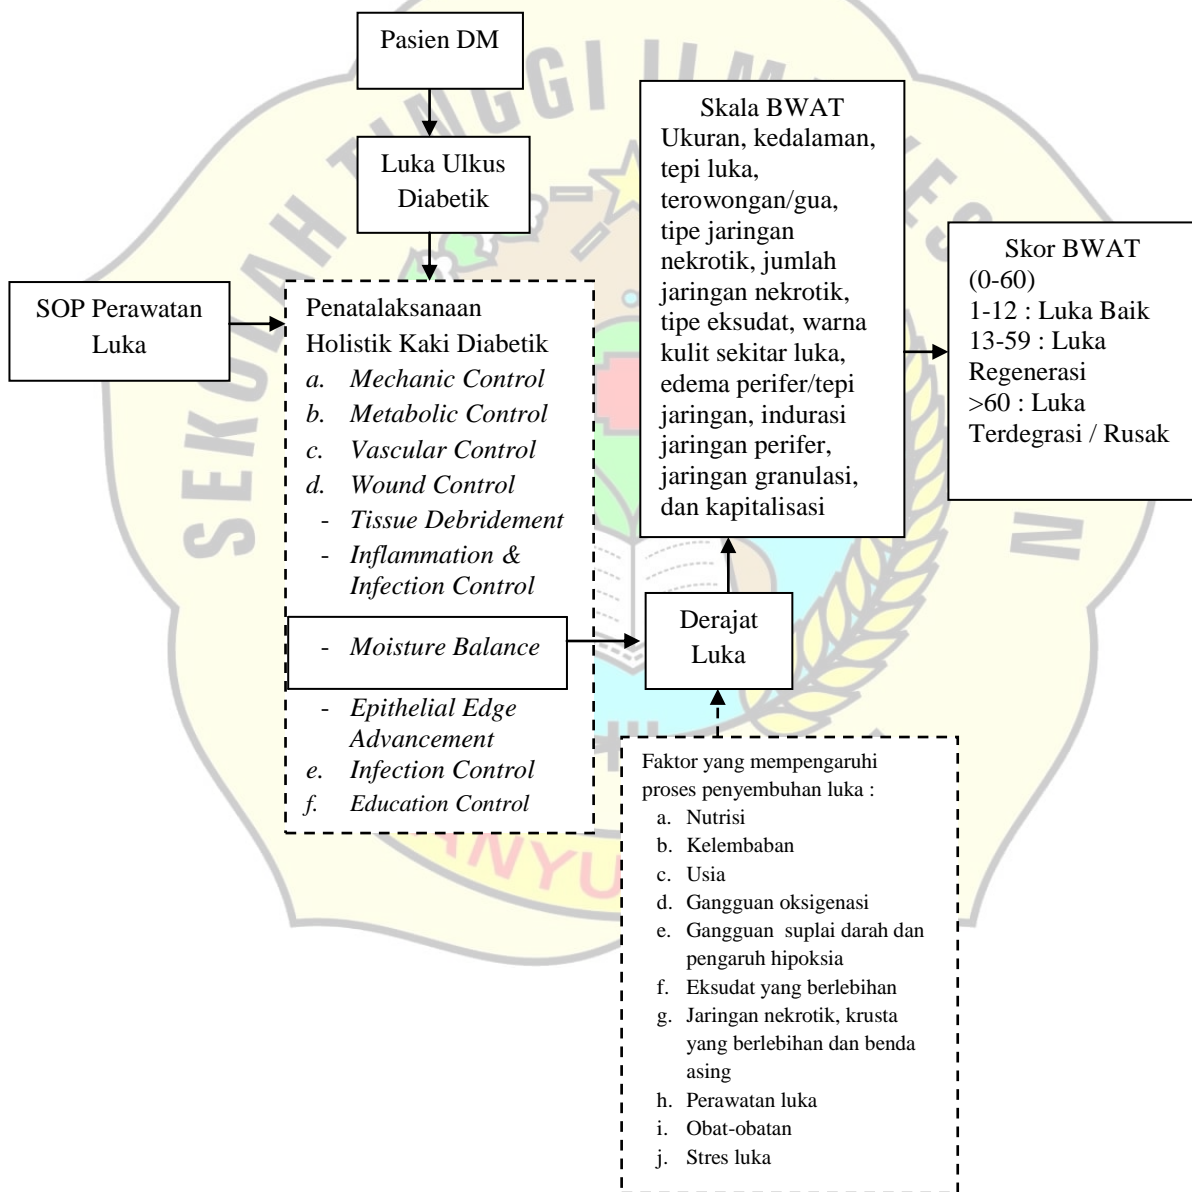 Pasien DM
Luka Ulkus
Diabetik
SOP Perawatan
Luka
Penatalaksanaan
Holistik Kaki Diabetik
a. Mechanic Control
b. Metabolic Control
c. Vascular Control
d. Wound Control
- Tissue Debridement
- Inflammation &
Infection Control
- Moisture Balance
- Epithelial Edge
Advancement
e. Infection Control
f. Education Control
Skala BWAT
Ukuran, kedalaman,
tepi luka,
terowongan/gua,
tipe jaringan
nekrotik, jumlah
jaringan nekrotik,
tipe eksudat, warna
kulit sekitar luka,
edema perifer/tepi
jaringan, indurasi
jaringan perifer,
jaringan granulasi,
dan kapitalisasi
Skor BWAT
(0-60)
1-12 : Luka Baik
13-59 : Luka
Regenerasi
>60 : Luka
Terdegrasi / Rusak
Derajat
Luka
Faktor yang mempengaruhi
proses penyembuhan luka :
a. Nutrisi
b. Kelembaban
c. Usia
d. Gangguan oksigenasi
e. Gangguan suplai darah dan
pengaruh hipoksia
f. Eksudat yang berlebihan
g. Jaringan nekrotik, krusta
yang berlebihan dan benda
asing
h. Perawatan luka
i. Obat-obatan
j. Stres luka
SEKOLAH TINGGI